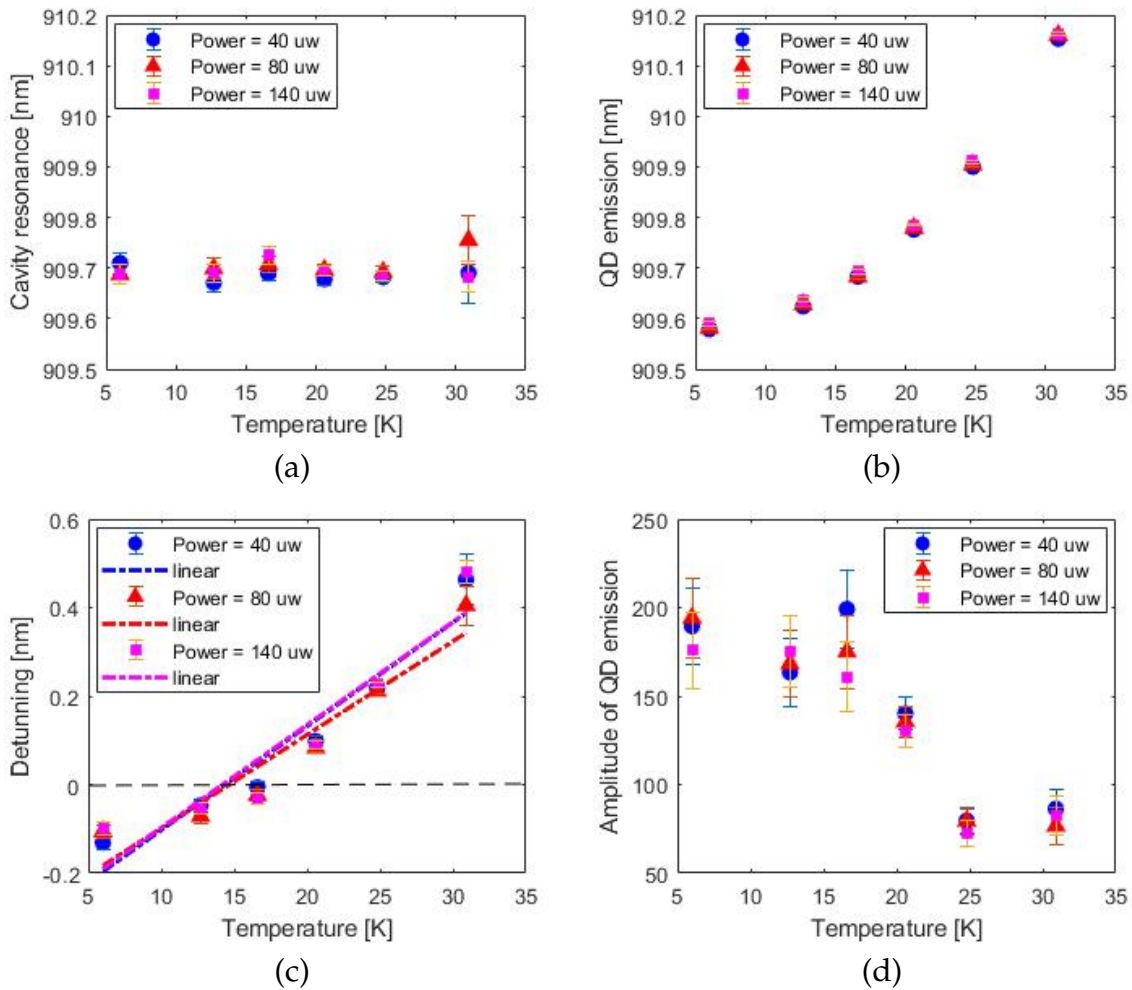 910.2
910.1
910
909.9
909.8
909.7
909.6
909.5
Cavity resonance [nm]
Power = 40 uw
Power = 80 uw
Power = 140 uw
5 10 15 20 25 30 35
Temperature [K]
(a)
910.2
910.1
910
909.9
909.8
909.7
909.6
909.5
QD emission [nm]
Power = 40 uw
Power = 80 uw
Power = 140 uw
5 10 15 20 25 30 35
Temperature [K]
(b)
0.6
0.4
0.2
0
-0.2
Detunning [nm]
Power = 40 uw
linear
Power = 80 uw
linear
Power = 140 uw
linear
5 10 15 20 25 30 35
Temperature [K]
(c)
250
200
150
100
50
Amplitude of QD emission
Power = 40 uw
Power = 80 uw
Power = 140 uw
5 10 15 20 25 30 35
Temperature [K]
(d)